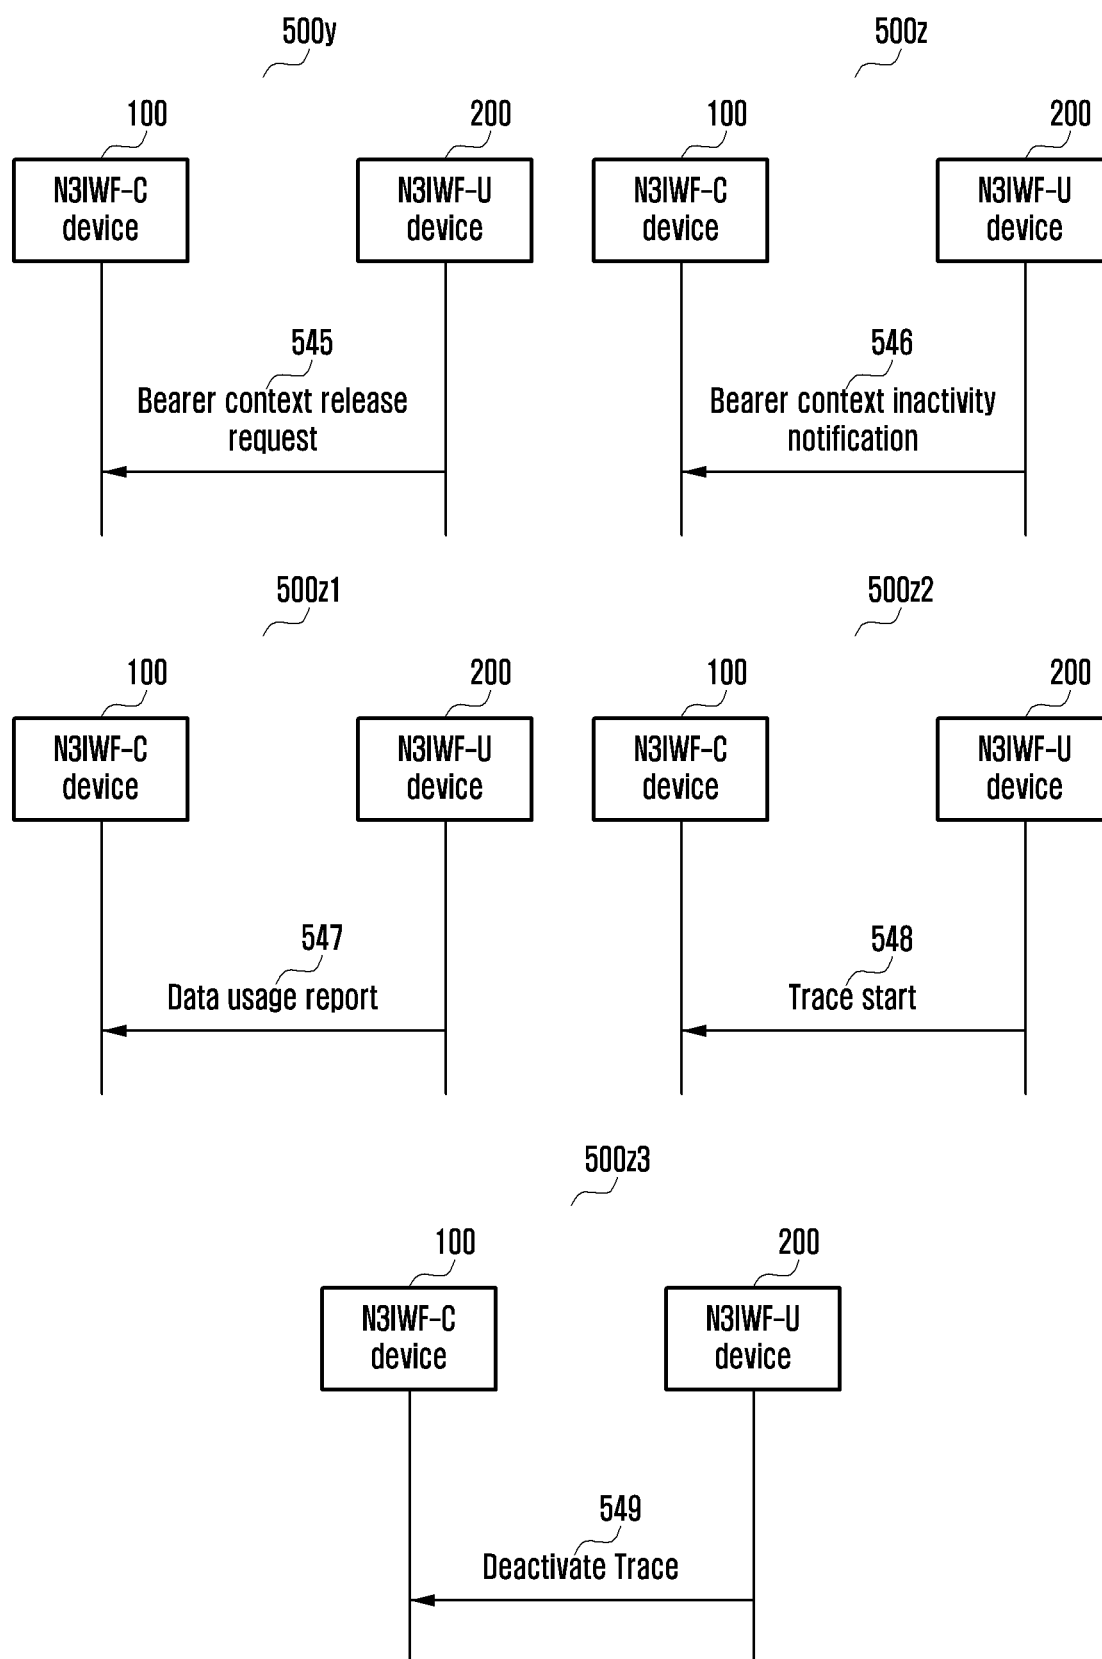 500y
100
200
N3IWF-C
device
N3IWF-U
device
545
Bearer context release
request
500z
100
200
N3IWF-C
device
N3IWF-U
device
546
Bearer context inactivity
notification
500z1
100
200
N3IWF-C
device
N3IWF-U
device
547
Data usage report
500z2
100
200
N3IWF-C
device
N3IWF-U
device
548
Trace start
500z3
100
200
N3IWF-C
device
N3IWF-U
device
549
Deactivate Trace